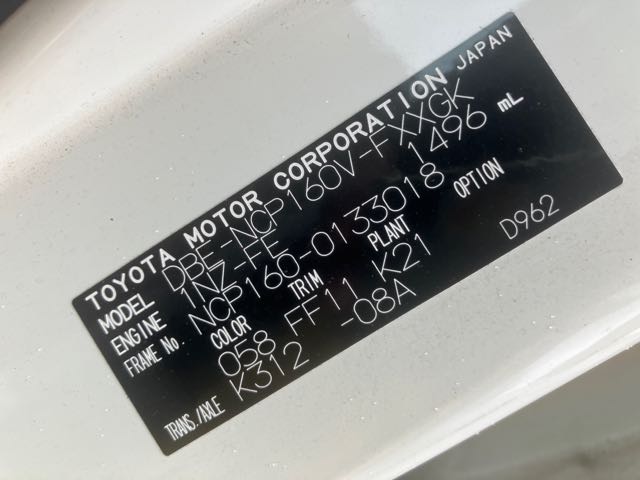 TOYOTA MOTOR CORPORATION JAPAN
MODEL DBE-NCP160V-FXXGK
ENGINE 1NZ-FE 1496 mL
FRAME No. NCP160-0133018
COLOR TRIM PLANT OPTION
058 FF11 K21 D962
TRANS./AXLE K312 -08A